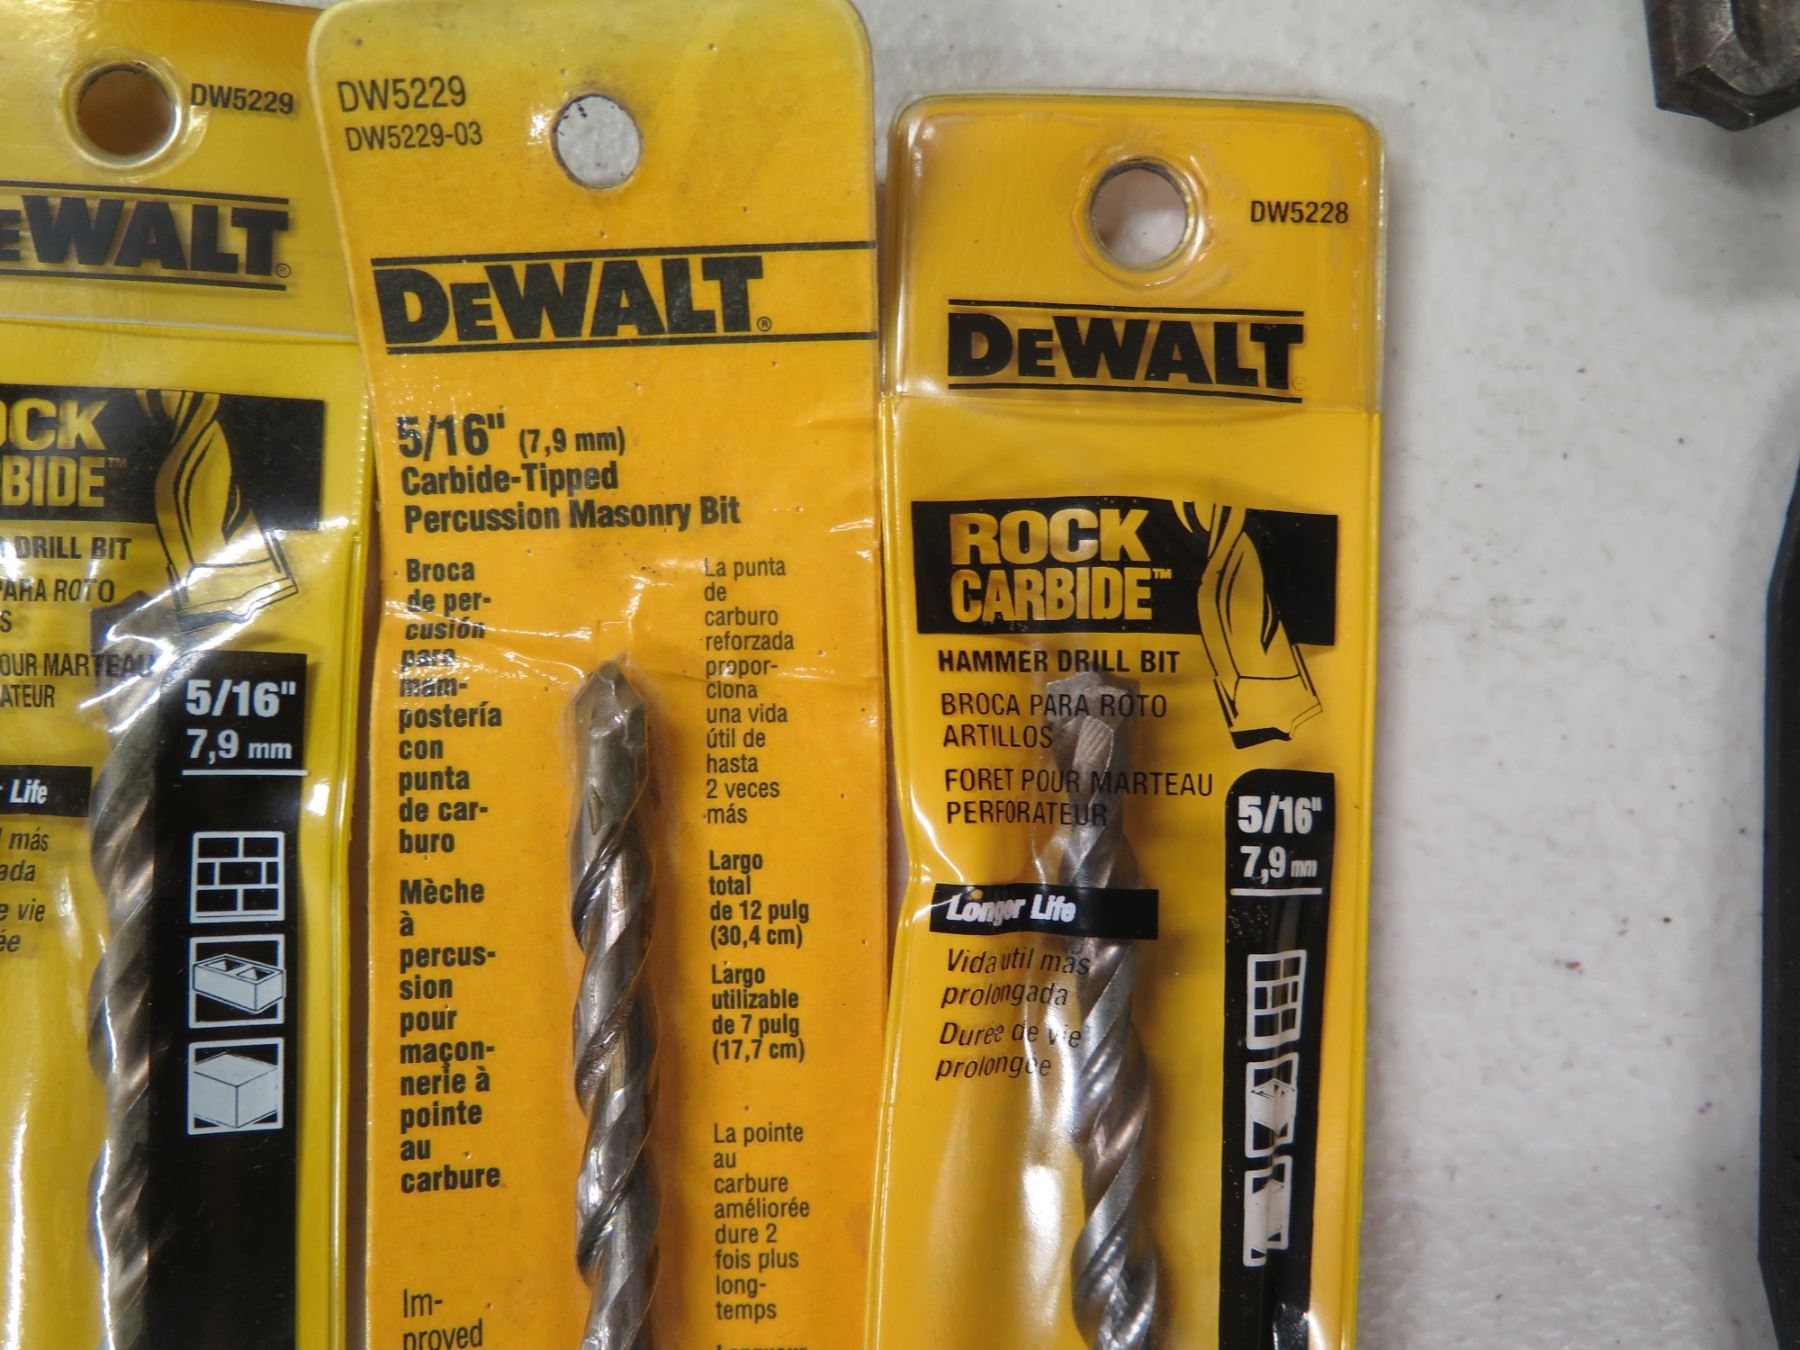 DW5229
DEWALT®
OCK
BIDE™
DRILL BIT
PARA ROTO
S
OUR MARTEAU
ATEUR
5/16"
7,9 mm
Life
más
ada
e vie
ée
DW5229
DW5229-03
DEWALT®
5/16" (7,9 mm)
Carbide-Tipped
Percussion Masonry Bit
Broca
de per-
cusión
para
mam-
postería
con
punta
de car-
buro
Mèche
à
percus-
sion
pour
maçon-
nerie à
pointe
au
carbure
Im-
proved
La punta
de
carburo
reforzada
propor-
ciona
una vida
útil de
hasta
2 veces
más
Largo
total
de 12 pulg
(30,4 cm)
Largo
utilizable
de 7 pulg
(17,7 cm)
La pointe
au
carbure
améliorée
dure 2
fois plus
long-
temps
DW5228
DEWALT®
ROCK
CARBIDE™
HAMMER DRILL BIT
BROCA PARA ROTO
ARTILLOS
FORET POUR MARTEAU
PERFORATEUR
5/16"
7,9 mm
Longer Life
Vida útil más
prolongada
Durée de vie
prolongée